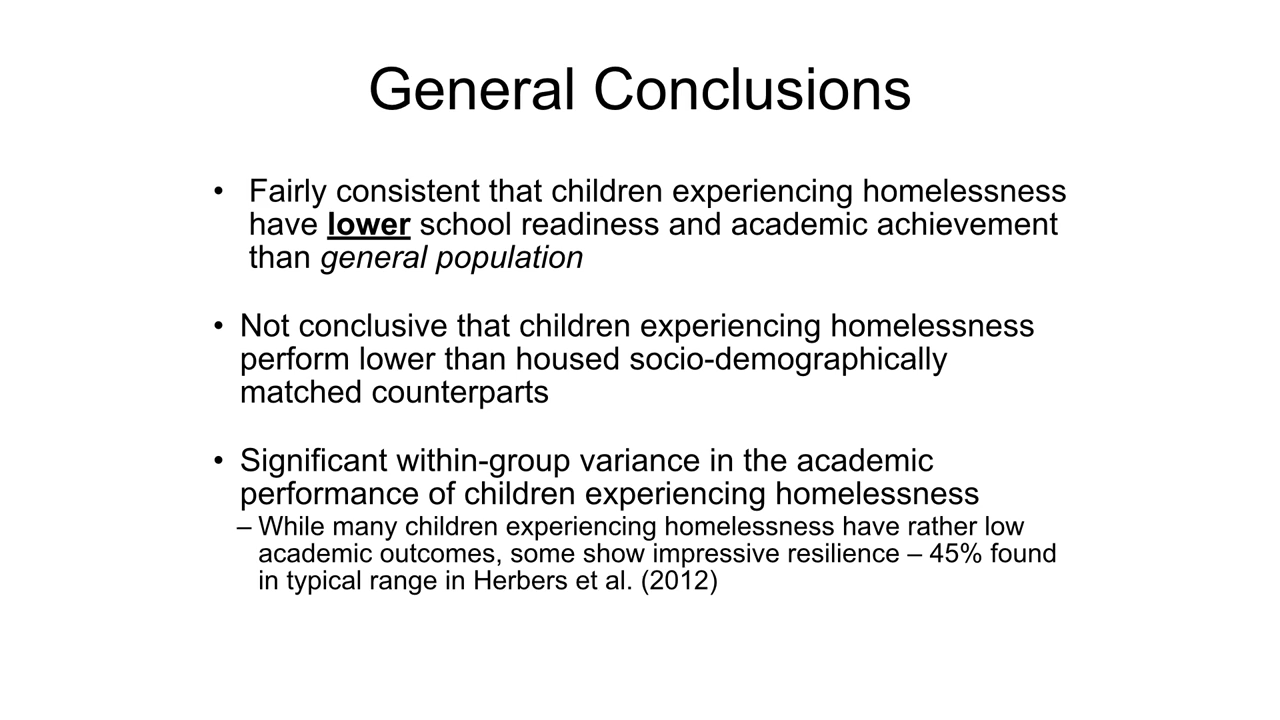 General Conclusions
• Fairly consistent that children experiencing homelessness
have lower school readiness and academic achievement
than general population
• Not conclusive that children experiencing homelessness
perform lower than housed socio-demographically
matched counterparts
• Significant within-group variance in the academic
performance of children experiencing homelessness
– While many children experiencing homelessness have rather low
academic outcomes, some show impressive resilience – 45% found
in typical range in Herbers et al. (2012)